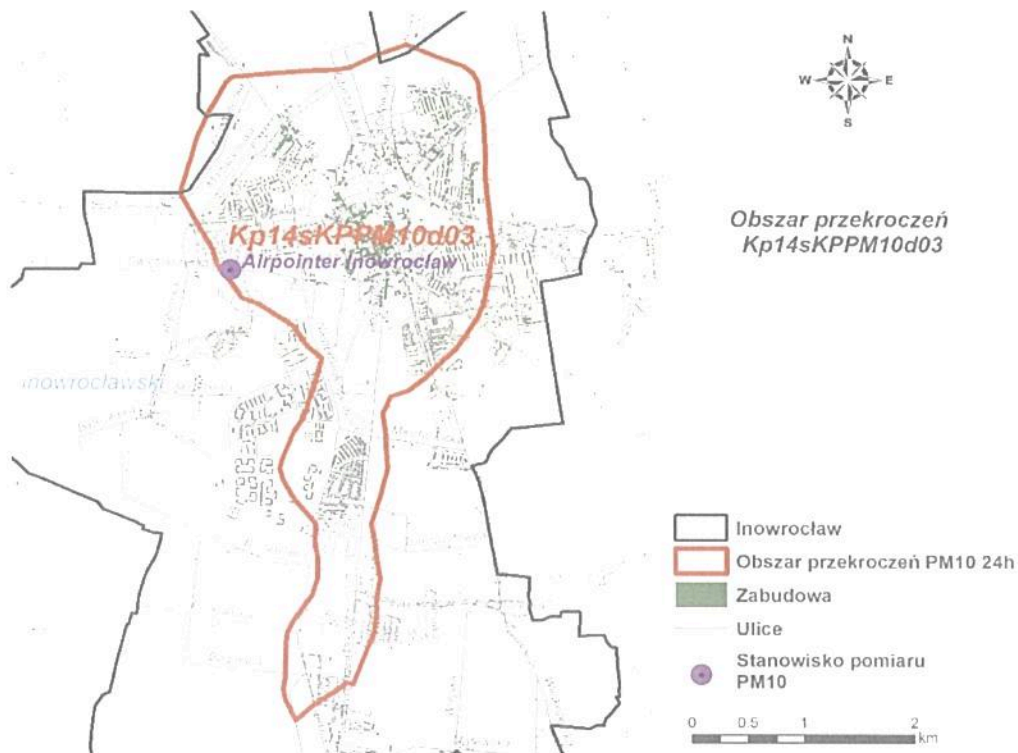 N
W E
S
Obszar przekroczeń
Kp14sKPPM10d03
Kp14sKPPM10d03
Airpointer Inowrocław
inowrocławski
Inowrocław
Obszar przekroczeń PM10 24h
Zabudowa
Ulice
Stanowisko pomiaru
PM10
0 0.5 1 2
km